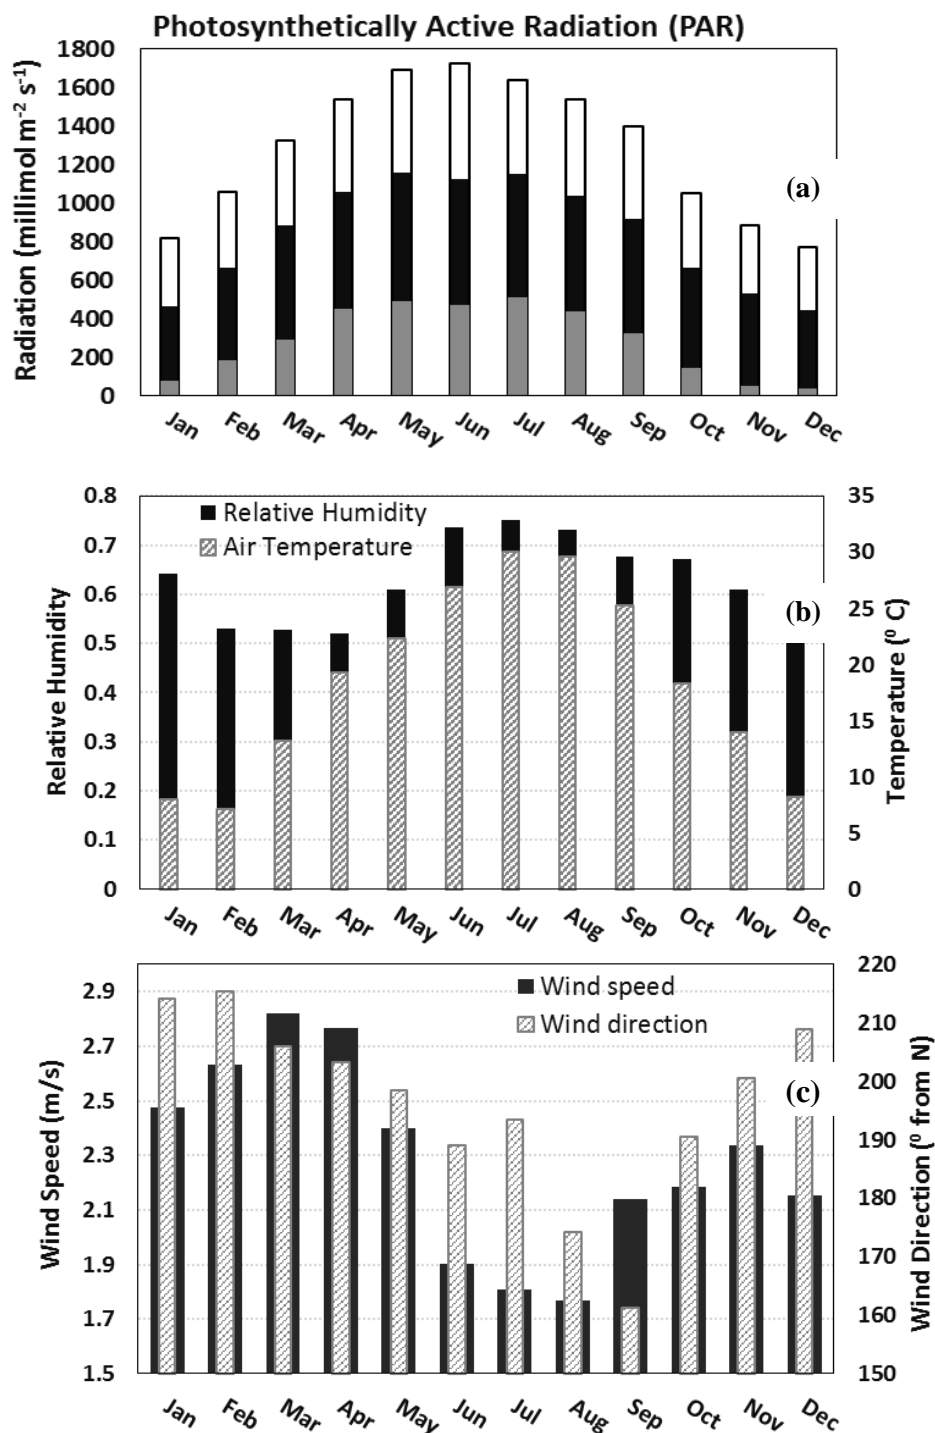 Photosynthetically Active Radiation (PAR)
Radiation (millimol m⁻² s⁻¹)
1800
1600
1400
1200
1000
800
600
400
200
0
(a)
Jan Feb Mar Apr May Jun Jul Aug Sep Oct Nov Dec
Relative Humidity
0.8
0.7
0.6
0.5
0.4
0.3
0.2
0.1
0
Relative Humidity
Air Temperature
(b)
35
30
25
20
15
10
5
0
Temperature (⁰ C)
Jan Feb Mar Apr May Jun Jul Aug Sep Oct Nov Dec
Wind Speed (m/s)
2.9
2.7
2.5
2.3
2.1
1.9
1.7
1.5
Wind speed
Wind direction
(c)
220
210
200
190
180
170
160
150
Wind Direction (⁰ from N)
Jan Feb Mar Apr May Jun Jul Aug Sep Oct Nov Dec